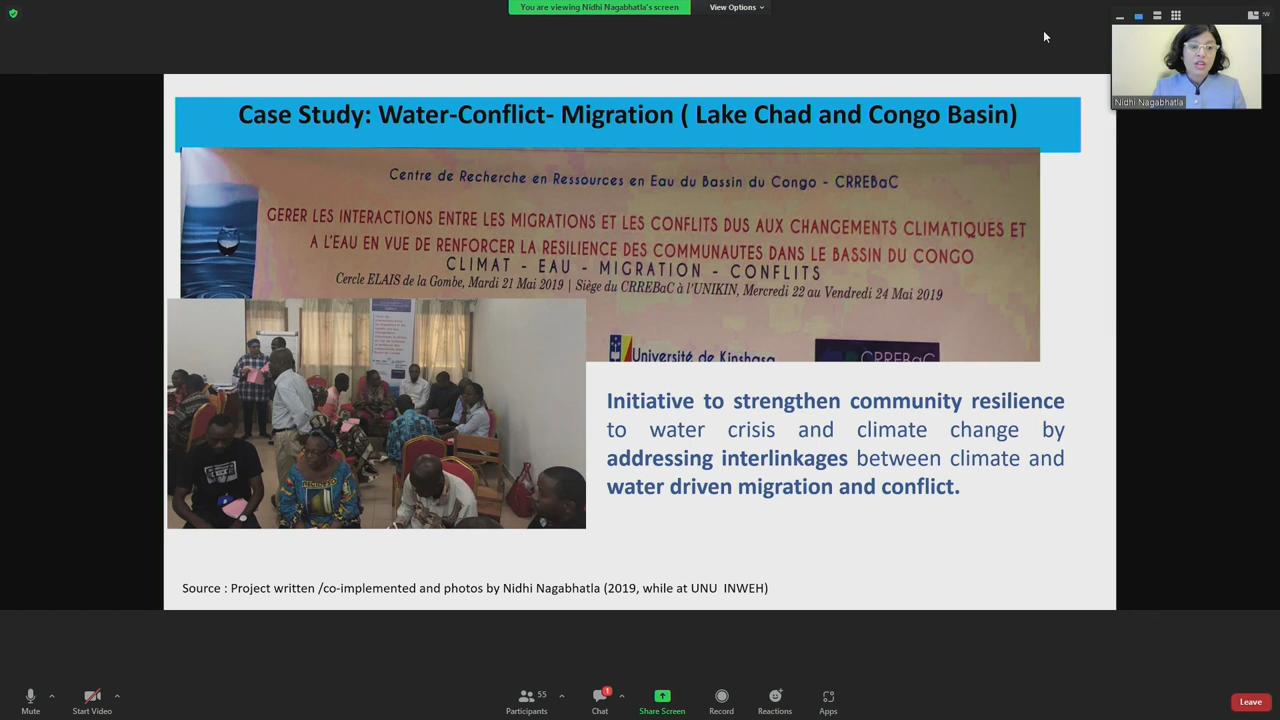 You are viewing Nidhi Nagabhatla's screen
View Options
Nidhi Nagabhatla
Case Study: Water-Conflict- Migration ( Lake Chad and Congo Basin)
Centre de Recherche en Ressources en Eau du Bassin du Congo - CRREBaC
GERER LES INTERACTIONS ENTRE LES MIGRATIONS ET LES CONFLITS DUS AUX CHANGEMENTS CLIMATIQUES ET
A L'EAU EN VUE DE RENFORCER LA RESILIENCE DES COMMUNAUTES DANS LE BASSIN DU CONGO
CLIMAT - EAU - MIGRATION - CONFLITS
Cercle ELAIS de la Gombe, Mardi 21 Mai 2019 | Siège du CRREBaC à l'UNIKIN, Mercredi 22 au Vendredi 24 Mai 2019
Université de Kinshasa
CRREBaC
Initiative to strengthen community resilience
to water crisis and climate change by
addressing interlinkages between climate and
water driven migration and conflict.
Source : Project written /co-implemented and photos by Nidhi Nagabhatla (2019, while at UNU INWEH)
Mute
Start Video
55
Participants
1
Chat
Share Screen
Record
Reactions
Apps
Leave